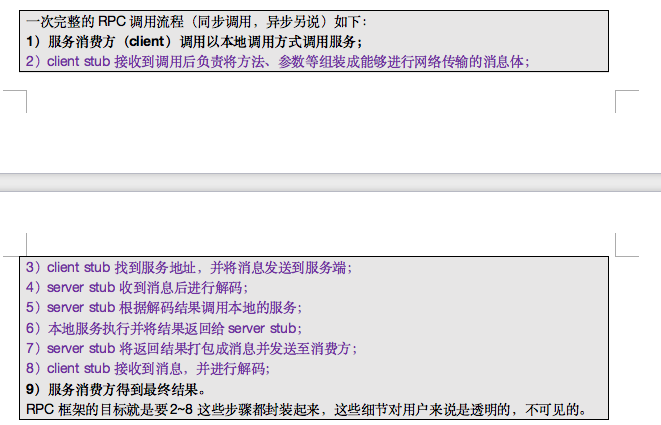 一次完整的 RPC 调用流程（同步调用，异步另说）如下：
1）服务消费方（client）调用以本地调用方式调用服务；
2）client stub 接收到调用后负责将方法、参数等组装成能够进行网络传输的消息体；
3）client stub 找到服务地址，并将消息发送到服务端；
4）server stub 收到消息后进行解码；
5）server stub 根据解码结果调用本地的服务；
6）本地服务执行并将结果返回给 server stub；
7）server stub 将返回结果打包成消息并发送至消费方；
8）client stub 接收到消息，并进行解码；
9）服务消费方得到最终结果。
RPC 框架的目标就是要 2~8 这些步骤都封装起来，这些细节对用户来说是透明的，不可见的。